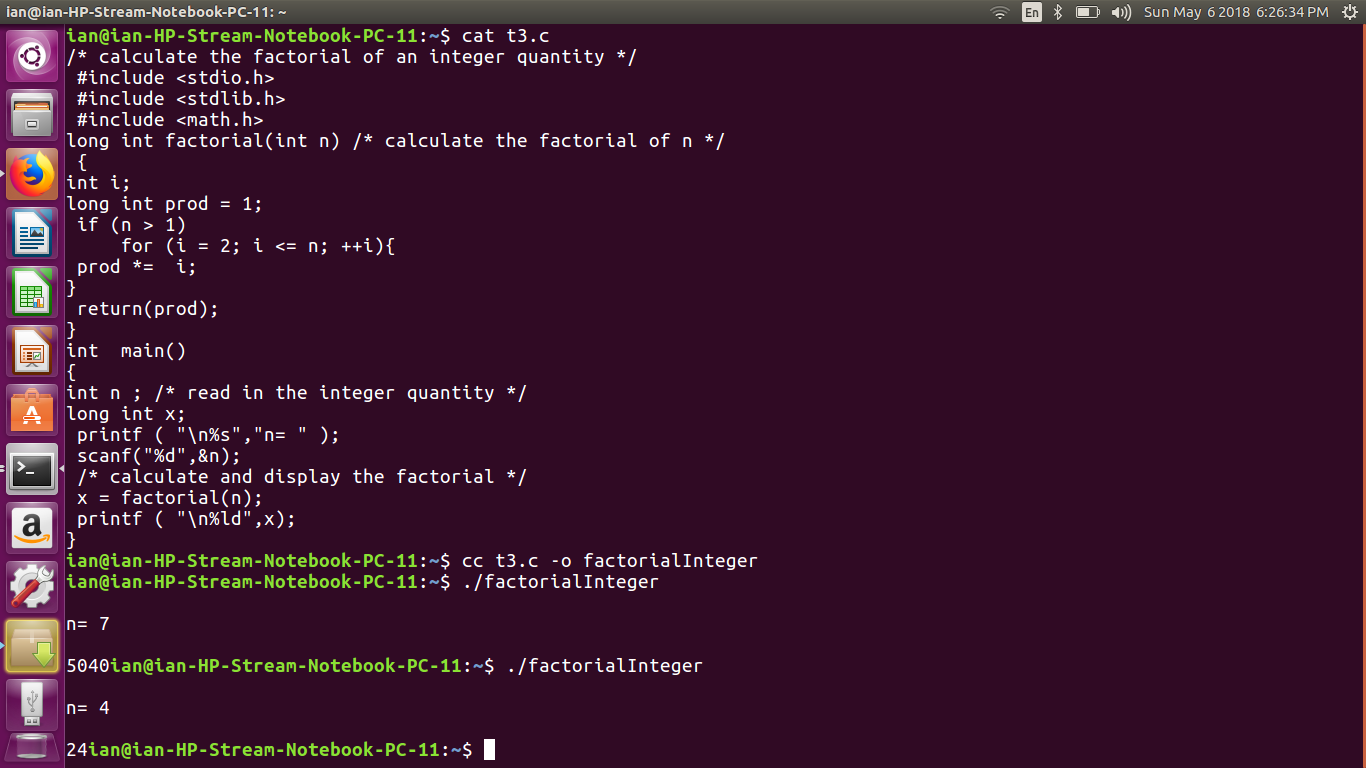 ian@ian-HP-Stream-Notebook-PC-11: ~
En
Sun May 6 2018 6:26:34 PM
ian@ian-HP-Stream-Notebook-PC-11:~$ cat t3.c
/* calculate the factorial of an integer quantity */
 #include <stdio.h>
 #include <stdlib.h>
 #include <math.h>
long int factorial(int n) /* calculate the factorial of n */
 {
int i;
long int prod = 1;
 if (n > 1)
     for (i = 2; i <= n; ++i){
 prod *=  i;
}
 return(prod);
}
int  main()
{
int n ; /* read in the integer quantity */
long int x;
 printf ( "\n%s","n= " );
 scanf("%d",&n);
 /* calculate and display the factorial */
 x = factorial(n);
 printf ( "\n%ld",x);
}
ian@ian-HP-Stream-Notebook-PC-11:~$ cc t3.c -o factorialInteger
ian@ian-HP-Stream-Notebook-PC-11:~$ ./factorialInteger
n= 7
5040ian@ian-HP-Stream-Notebook-PC-11:~$ ./factorialInteger
n= 4
24ian@ian-HP-Stream-Notebook-PC-11:~$